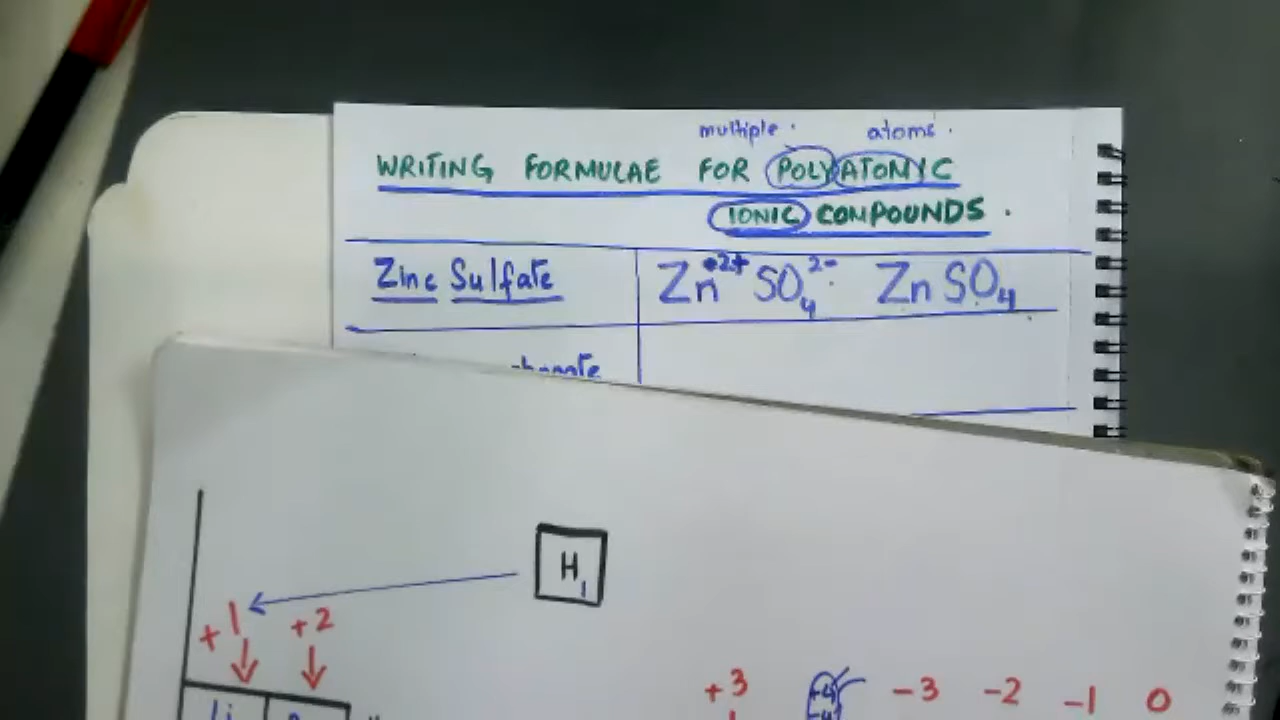 multiple. atoms.
WRITING FORMULAE FOR POLYATOMIC
IONIC COMPOUNDS.
Zinc Sulfate Zn²⁺ SO₄²⁻ ZnSO₄
H₁
+1 +2
+3 -3 -2 -1 0
Li